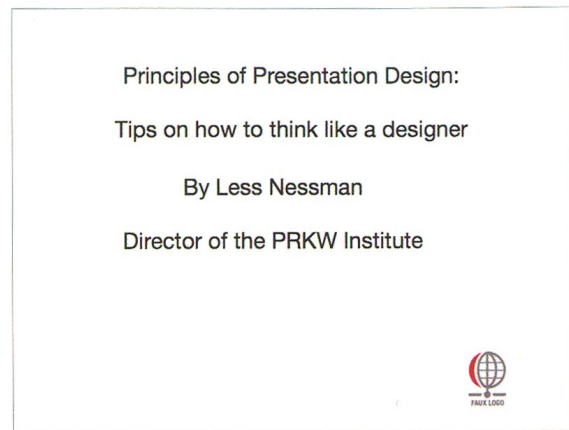 Principles of Presentation Design:
Tips on how to think like a designer
By Less Nessman
Director of the PRKW Institute
FAUX LOGO